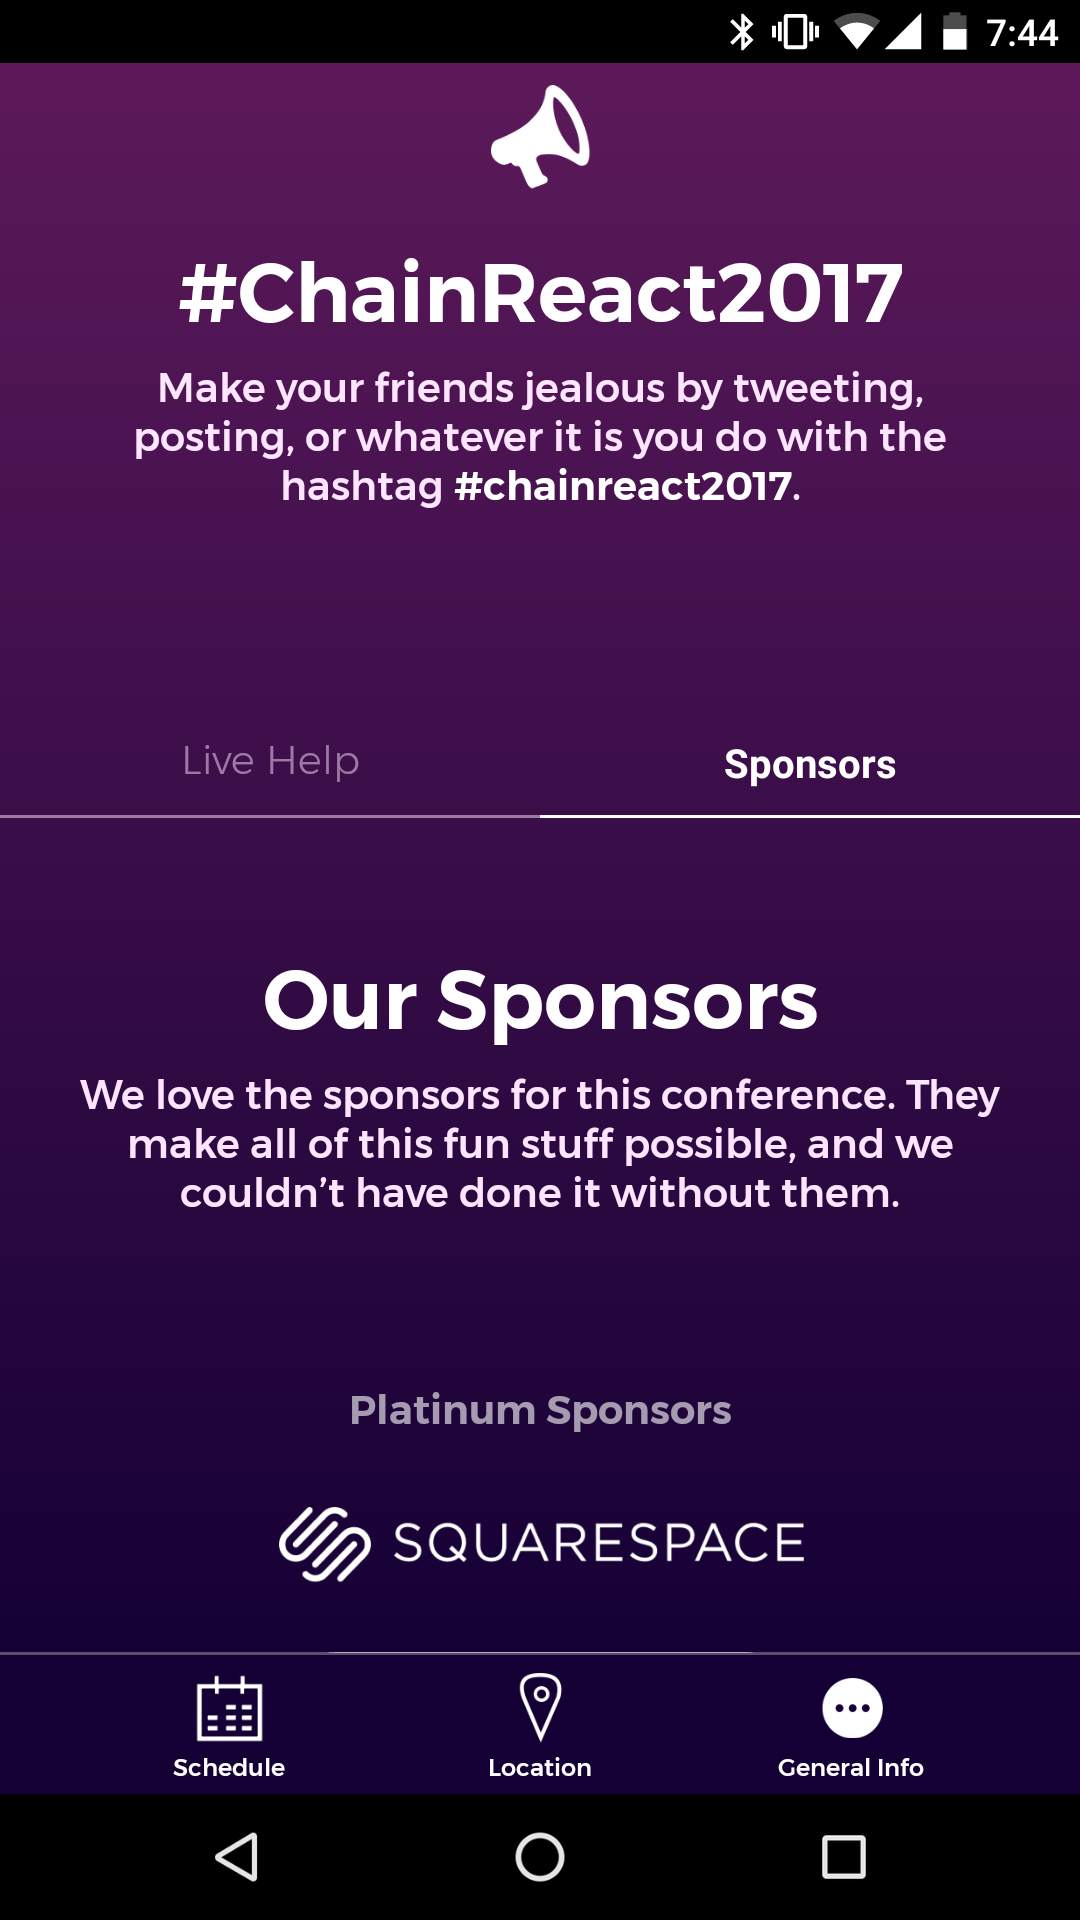 7:44
#ChainReact2017
Make your friends jealous by tweeting,
posting, or whatever it is you do with the
hashtag #chainreact2017.
Live Help
Sponsors
Our Sponsors
We love the sponsors for this conference. They
make all of this fun stuff possible, and we
couldn’t have done it without them.
Platinum Sponsors
SQUARESPACE
Schedule
Location
General Info